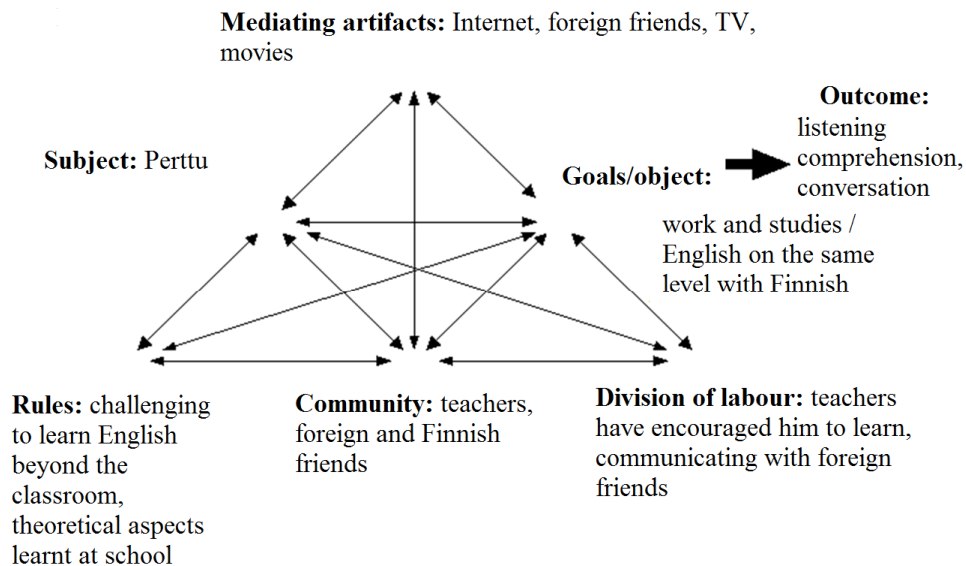 Mediating artifacts: Internet, foreign friends, TV,
movies
Subject: Perttu
Goals/object:
work and studies /
English on the same
level with Finnish
Outcome:
listening
comprehension,
conversation
Rules: challenging
to learn English
beyond the
classroom,
theoretical aspects
learnt at school
Community: teachers,
foreign and Finnish
friends
Division of labour: teachers
have encouraged him to learn,
communicating with foreign
friends